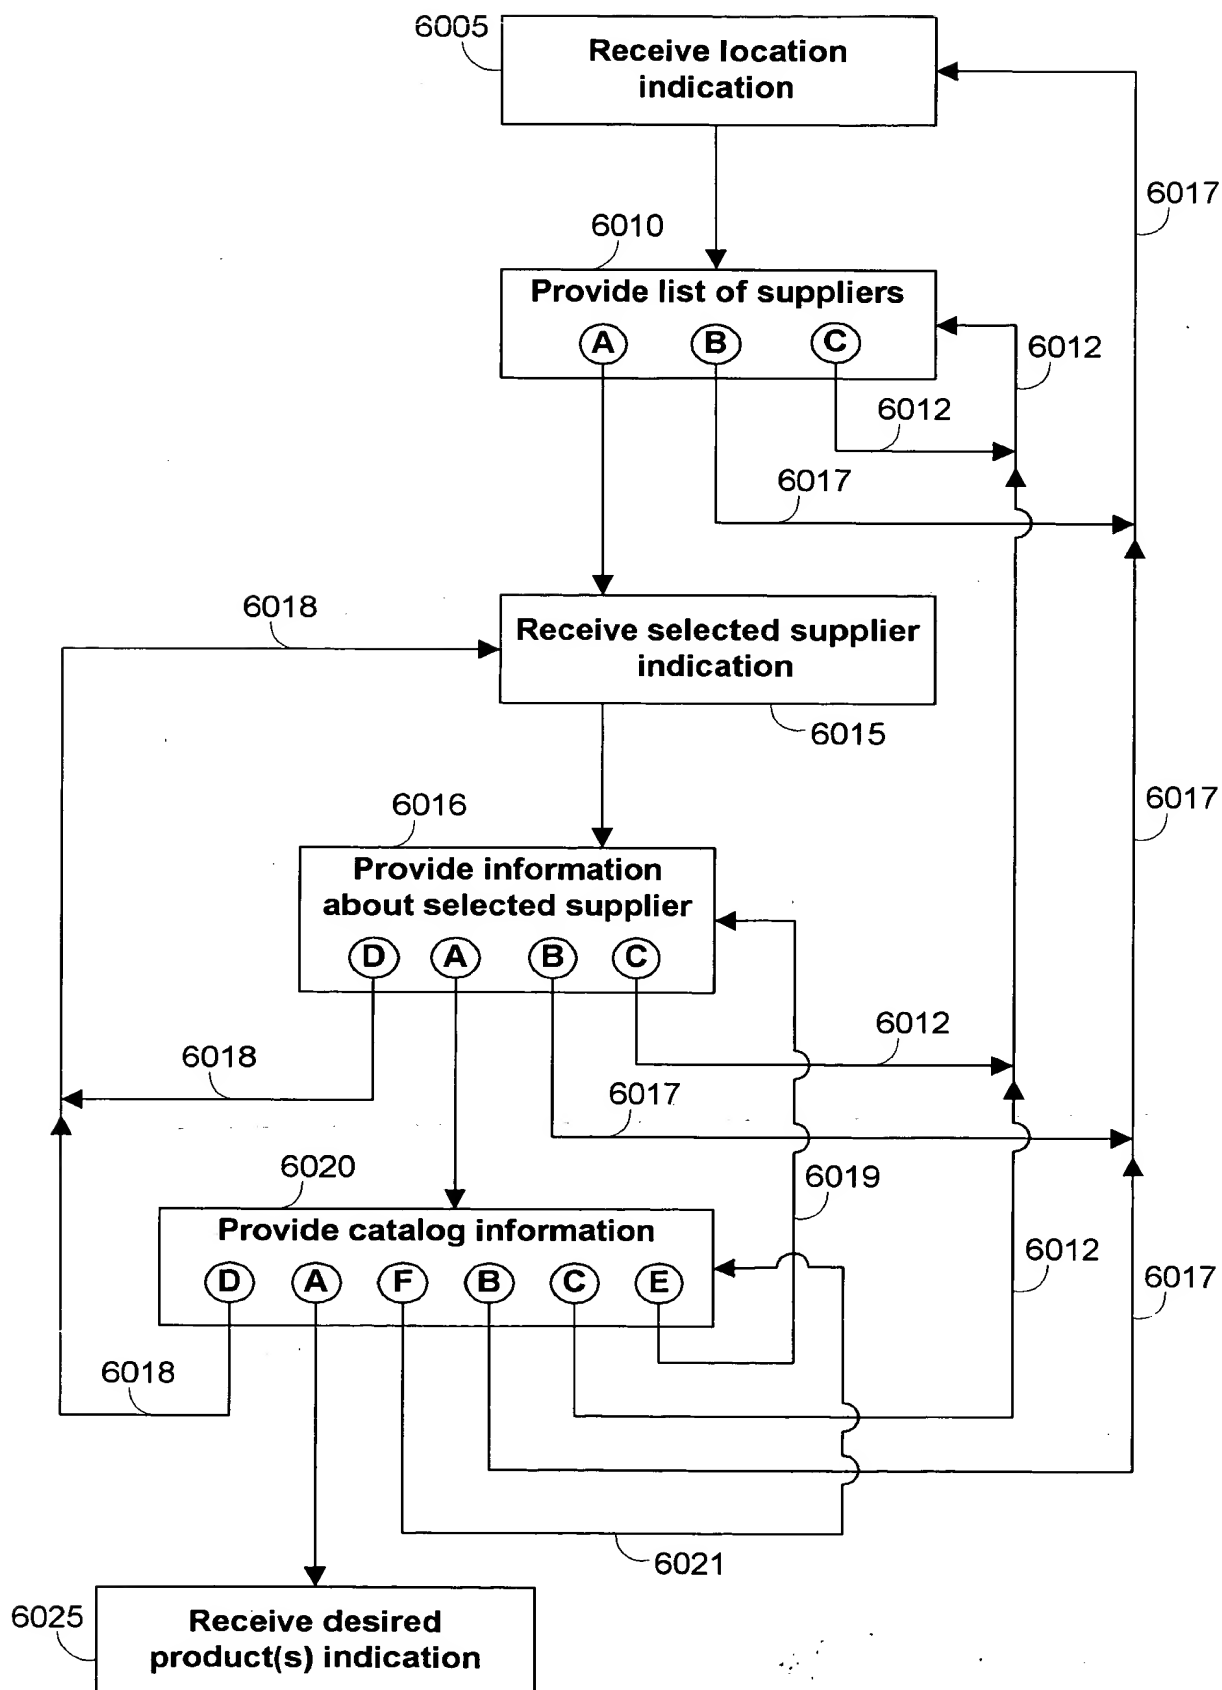 6005
Receive location
indication
6017
6010
Provide list of suppliers
A B C
6012
6012
6017
6018
Receive selected supplier
indication
6015
6017
6016
Provide information
about selected supplier
D A B C
6012
6018
6017
6019
6020
Provide catalog information
D A F B C E
6012
6017
6018
6021
6025
Receive desired
product(s) indication